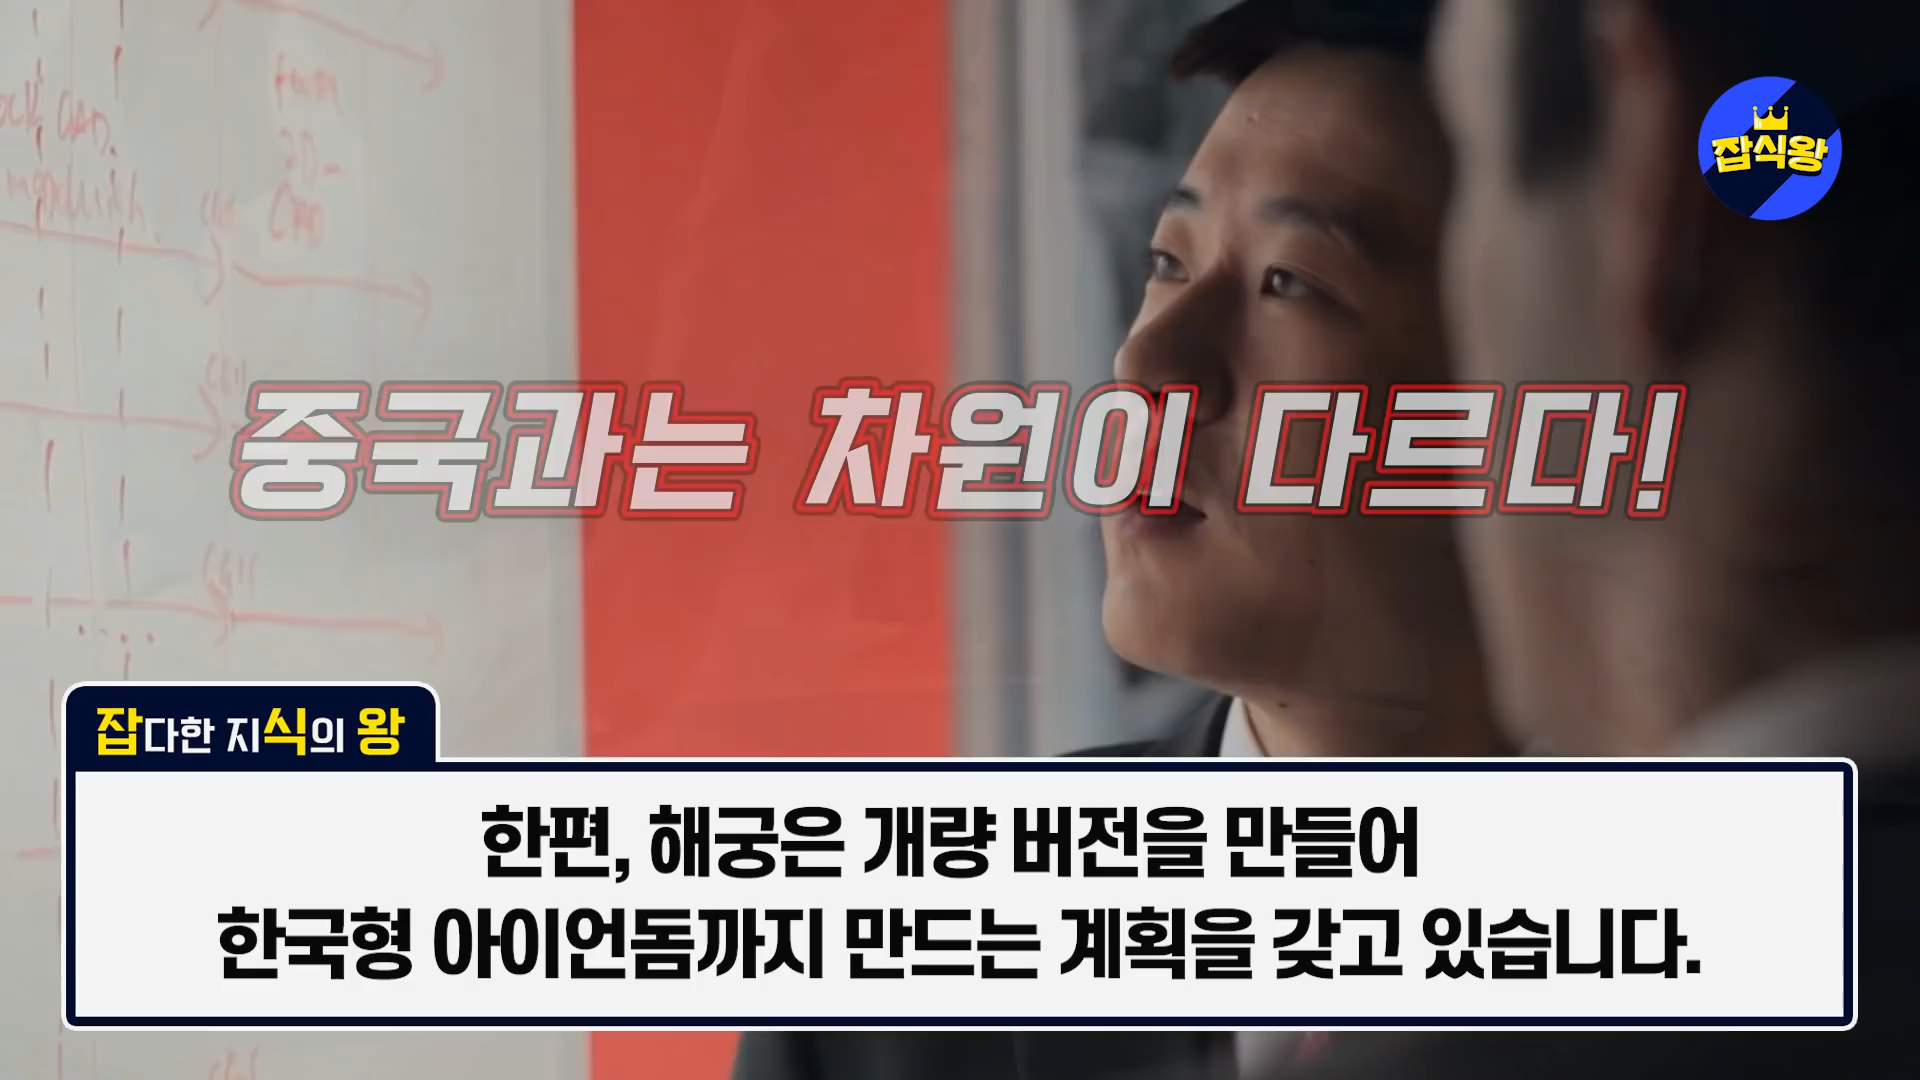 잡식왕
중국과는 차원이 다르다!
잡다한 지식의 왕
한편, 해궁은 개량 버전을 만들어
한국형 아이언돔까지 만드는 계획을 갖고 있습니다.